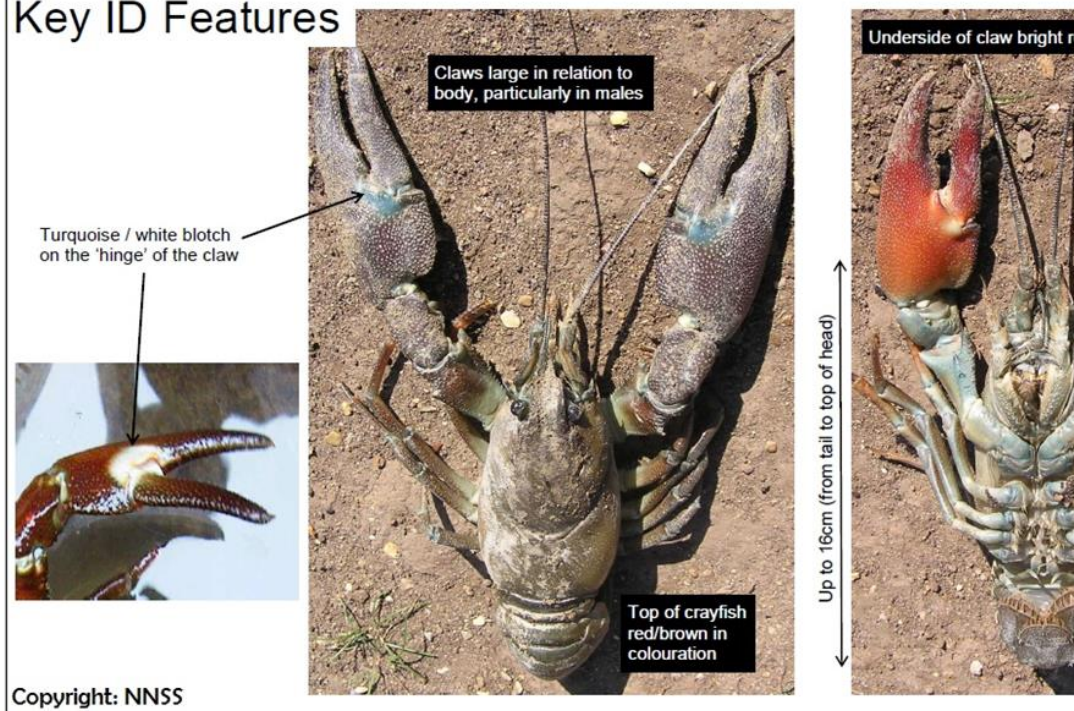 Key ID Features
Claws large in relation to
body, particularly in males
Underside of claw bright
Turquoise / white blotch
on the 'hinge' of the claw
Up to 16cm (from tail to top of head)
Top of crayfish
red/brown in
colouration
Copyright: NNSS